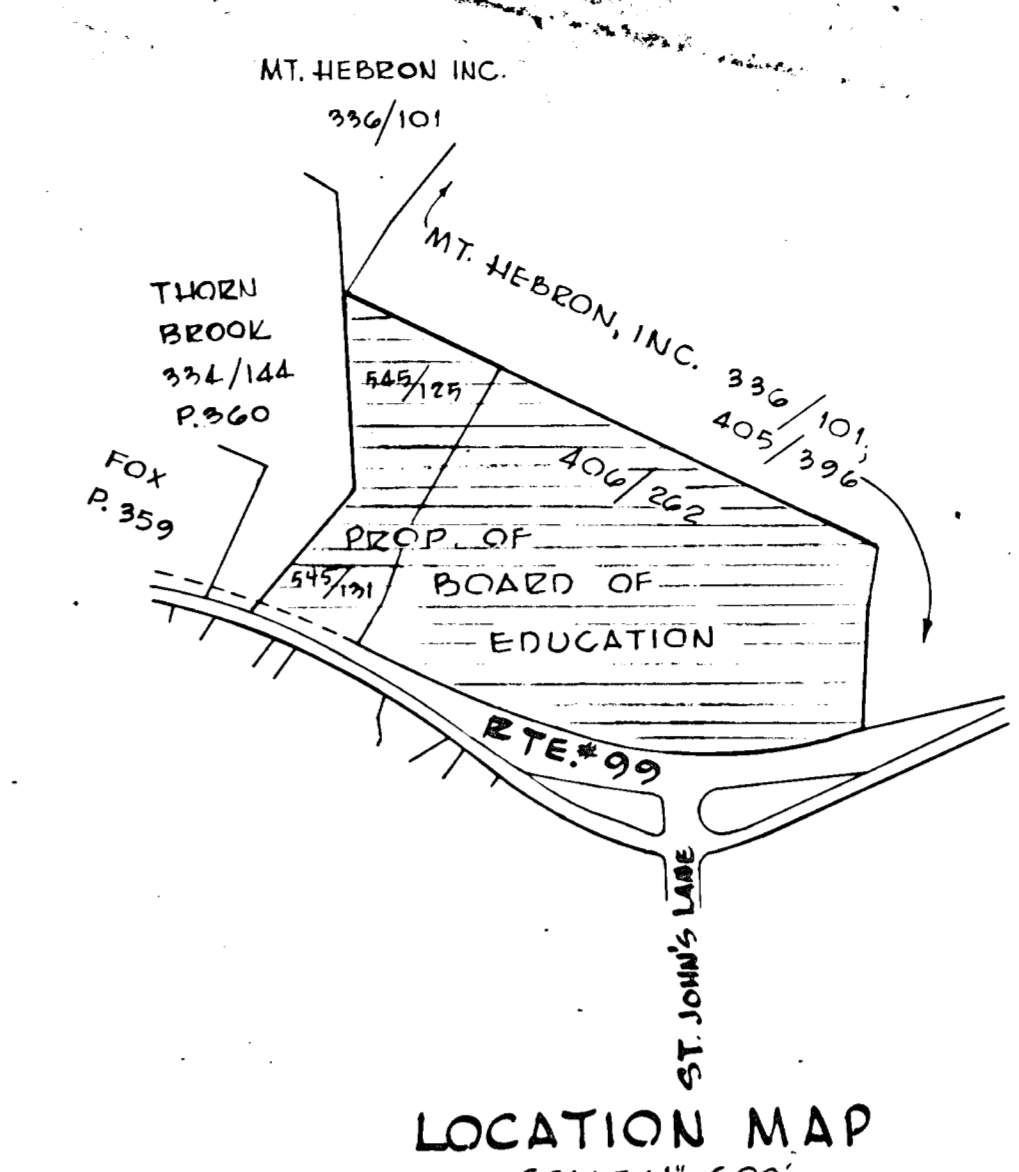 MT. HEBRON INC.
336/101
MT. HEBRON, INC. 336/101,
405/396
THORN
BROOK
334/144
P.360
FOX
P. 359
545/125
406/262
PROP. OF
BOARD OF
EDUCATION
545/131
RTE.#99
ST. JOHN'S LANE
LOCATION MAP